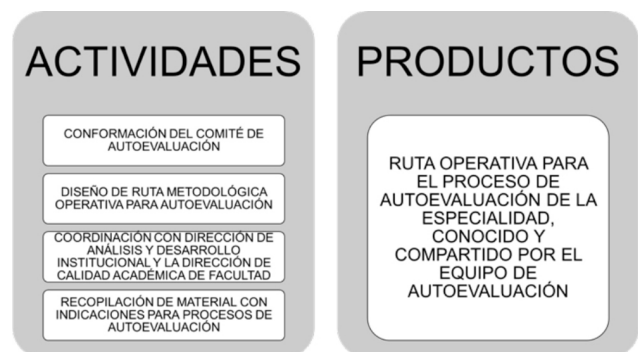 ACTIVIDADES
CONFORMACIÓN DEL COMITÉ DE
AUTOEVALUACIÓN
DISEÑO DE RUTA METODOLÓGICA
OPERATIVA PARA AUTOEVALUACIÓN
COORDINACIÓN CON DIRECCIÓN DE
ANÁLISIS Y DESARROLLO
INSTITUCIONAL Y LA DIRECCIÓN DE
CALIDAD ACADÉMICA DE FACULTAD
RECOPILACIÓN DE MATERIAL CON
INDICACIONES PARA PROCESOS DE
AUTOEVALUACIÓN
PRODUCTOS
RUTA OPERATIVA PARA
EL PROCESO DE
AUTOEVALUACIÓN DE LA
ESPECIALIDAD,
CONOCIDO Y
COMPARTIDO POR EL
EQUIPO DE
AUTOEVALUACIÓN